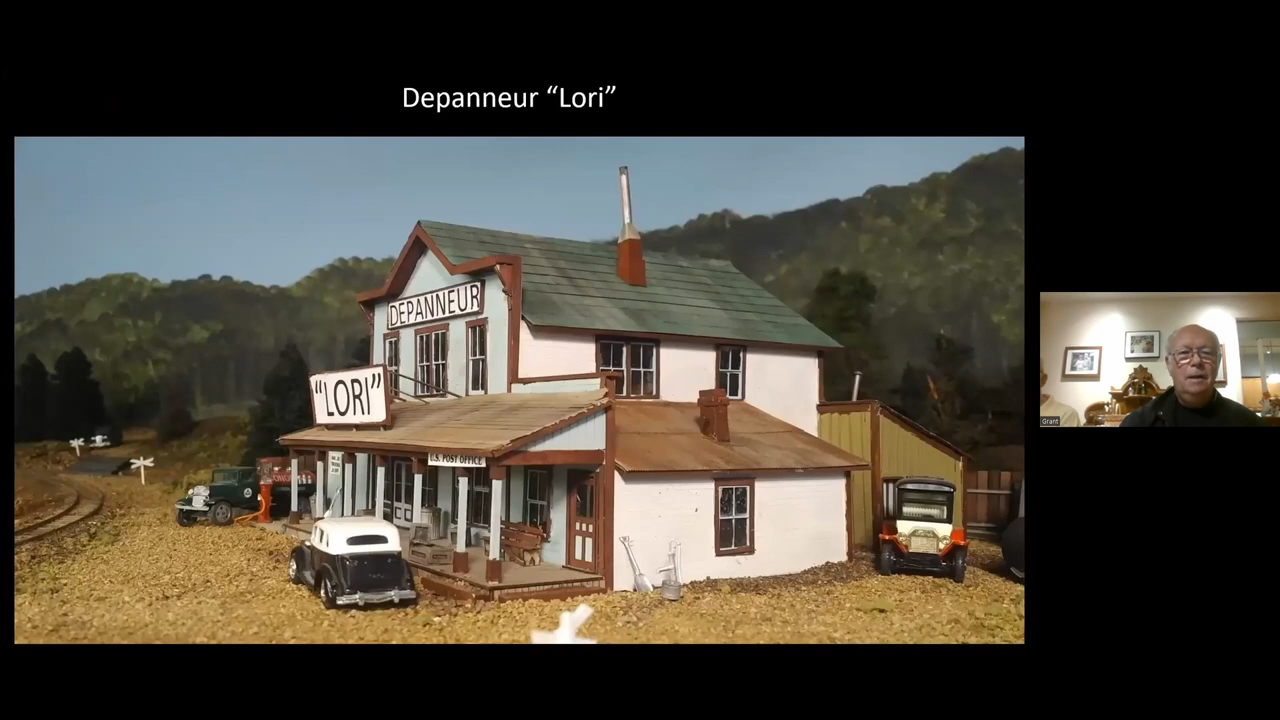 Depanneur “Lori”
DEPANNEUR
“LORI”
U.S. POST OFFICE
Grant